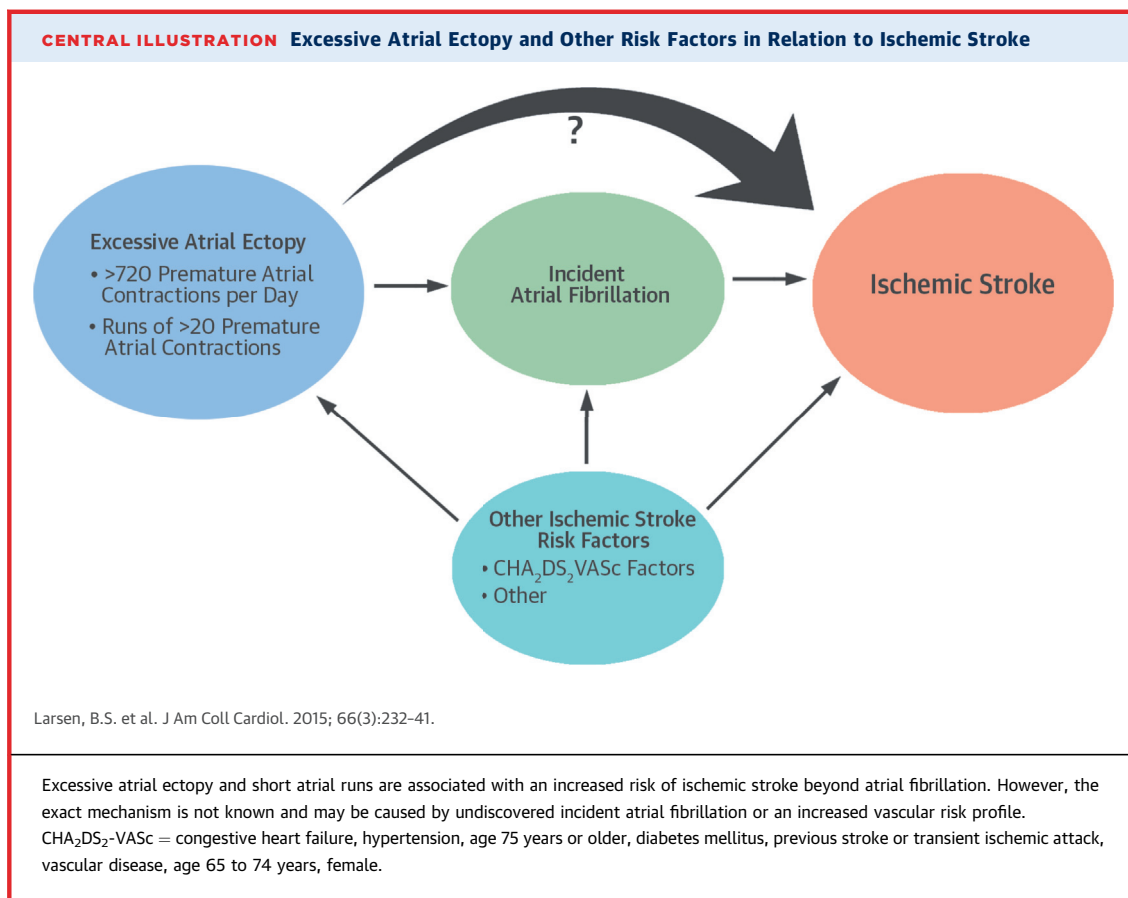 CENTRAL ILLUSTRATION Excessive Atrial Ectopy and Other Risk Factors in Relation to Ischemic Stroke
?
Excessive Atrial Ectopy
• >720 Premature Atrial
Contractions per Day
• Runs of >20 Premature
Atrial Contractions
Incident
Atrial Fibrillation
Ischemic Stroke
Other Ischemic Stroke
Risk Factors
• CHA₂DS₂VASc Factors
• Other
Larsen, B.S. et al. J Am Coll Cardiol. 2015; 66(3):232–41.
Excessive atrial ectopy and short atrial runs are associated with an increased risk of ischemic stroke beyond atrial fibrillation. However, the
exact mechanism is not known and may be caused by undiscovered incident atrial fibrillation or an increased vascular risk profile.
CHA₂DS₂-VASc = congestive heart failure, hypertension, age 75 years or older, diabetes mellitus, previous stroke or transient ischemic attack,
vascular disease, age 65 to 74 years, female.